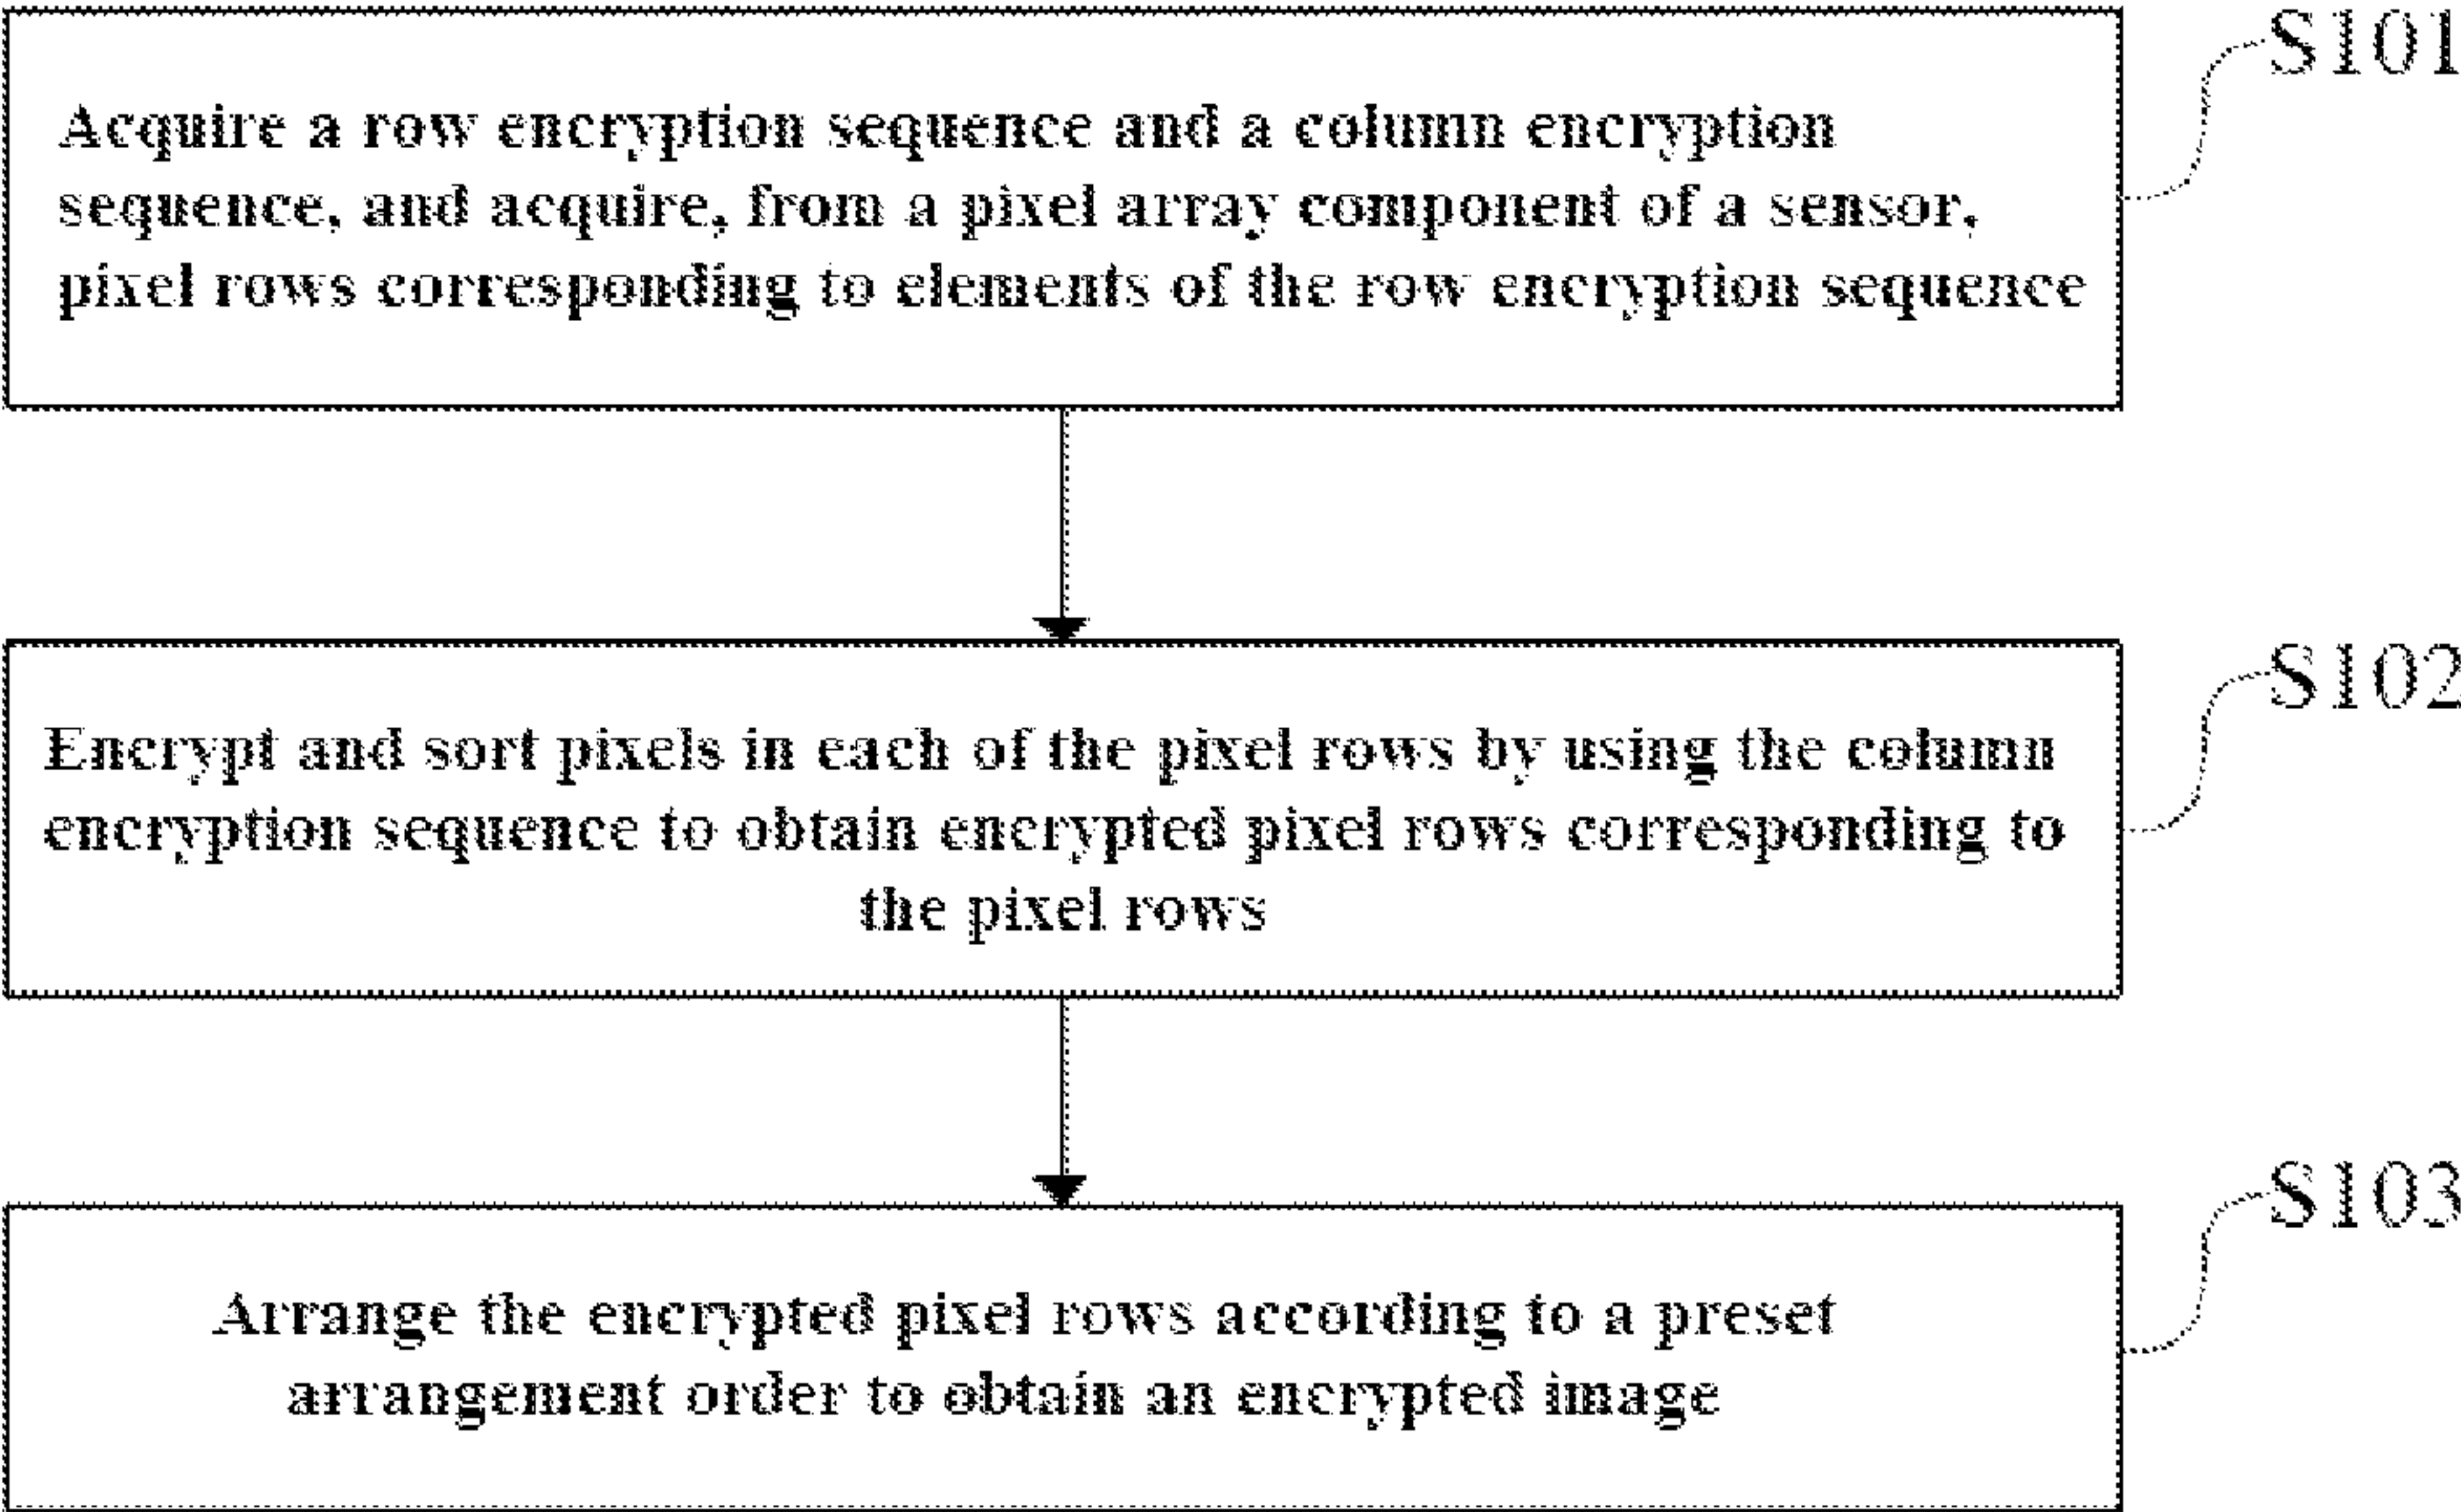 S101
Acquire a row encryption sequence and a column encryption
sequence, and acquire, from a pixel array component of a sensor,
pixel rows corresponding to elements of the row encryption sequence
S102
Encrypt and sort pixels in each of the pixel rows by using the column
encryption sequence to obtain encrypted pixel rows corresponding to
the pixel rows
S103
Arrange the encrypted pixel rows according to a preset
arrangement order to obtain an encrypted image